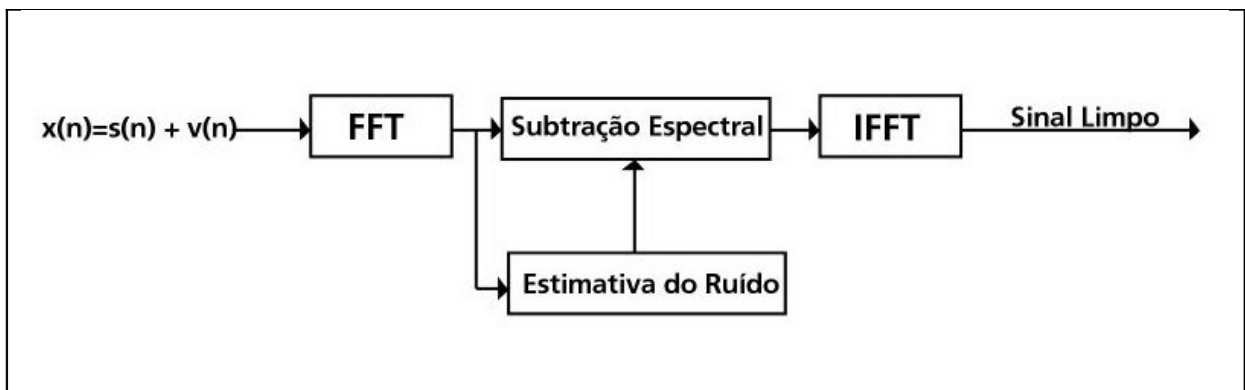 x(n)=s(n) + v(n)
FFT
Subtração Espectral
IFFT
Sinal Limpo
Estimativa do Ruído